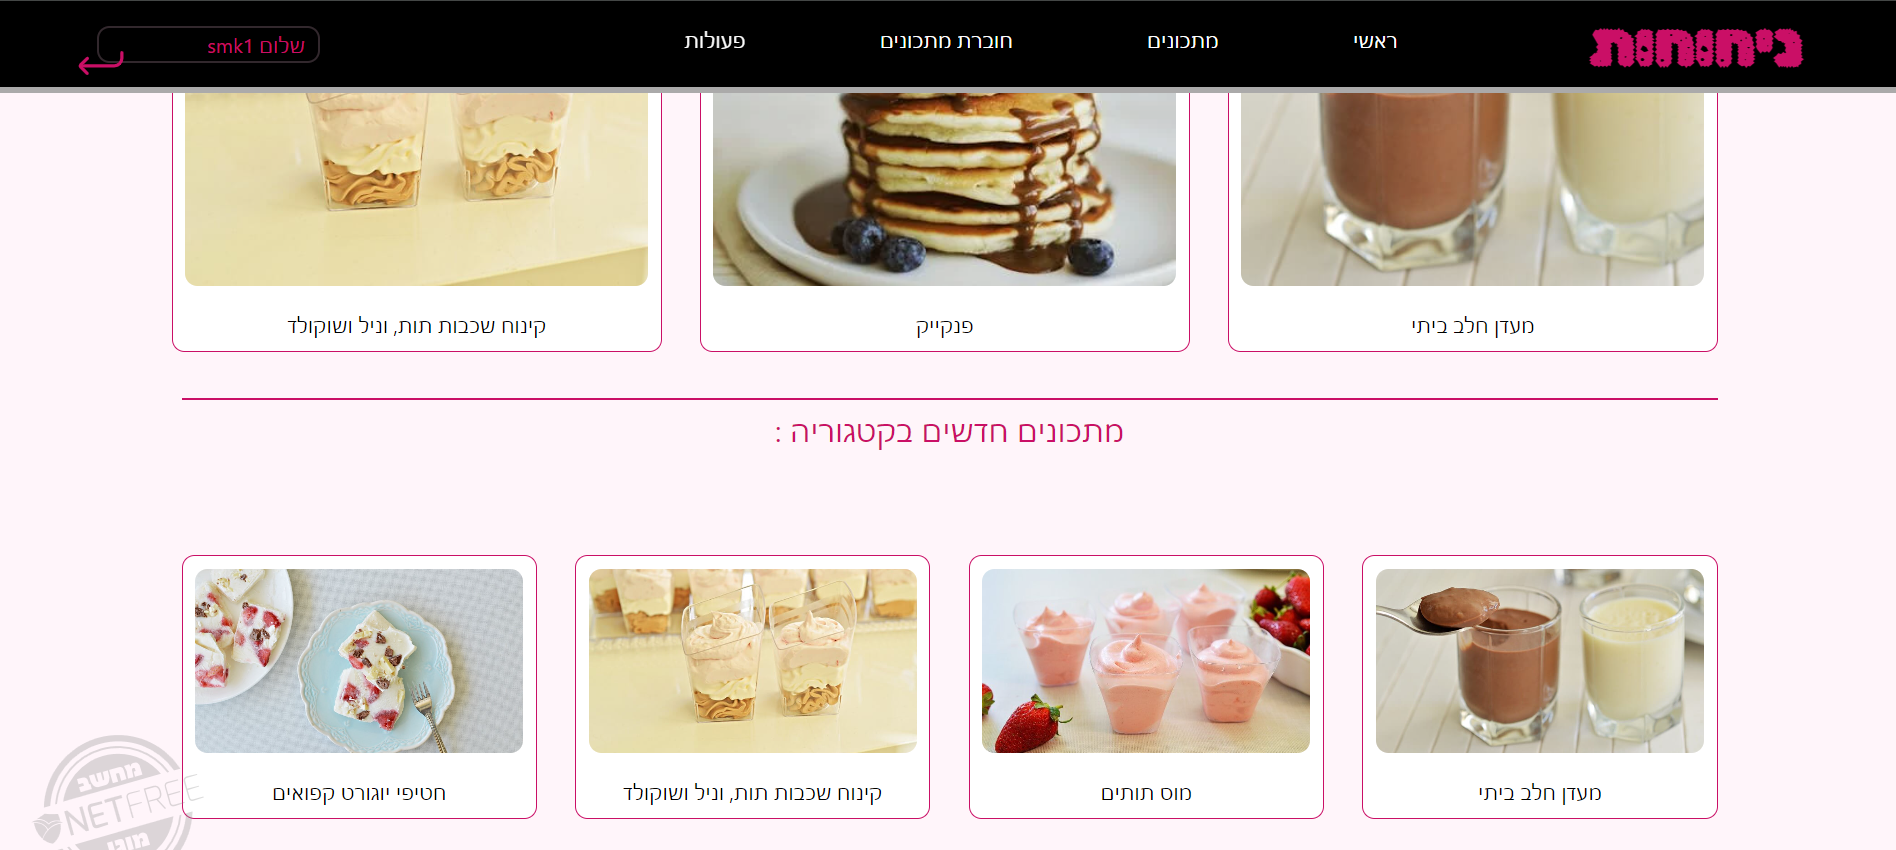 ניחוחות
ראשי
מתכונים
חוברת מתכונים
פעולות
שלום smk1
מעדן חלב ביתי
פנקייק
קינוח שכבות תות, וניל ושוקולד
מתכונים חדשים בקטגוריה :
מעדן חלב ביתי
מוס תותים
קינוח שכבות תות, וניל ושוקולד
חטיפי יוגורט קפואים
מחשב
NETFREE
מוגן